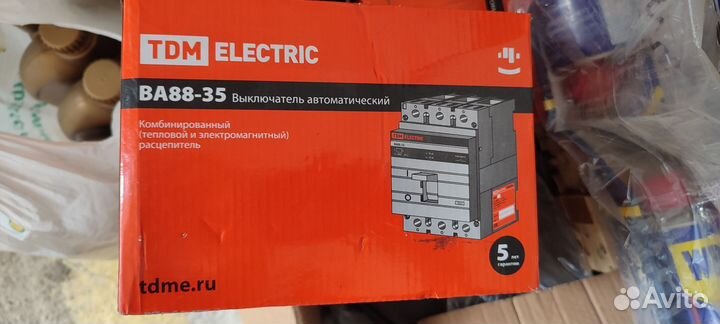 TDM ELECTRIC
ВА88-35 Выключатель автоматический
Комбинированный
(тепловой и электромагнитный)
расцепитель
TDM ELECTRIC
5 лет
гарантии
tdme.ru
Avito